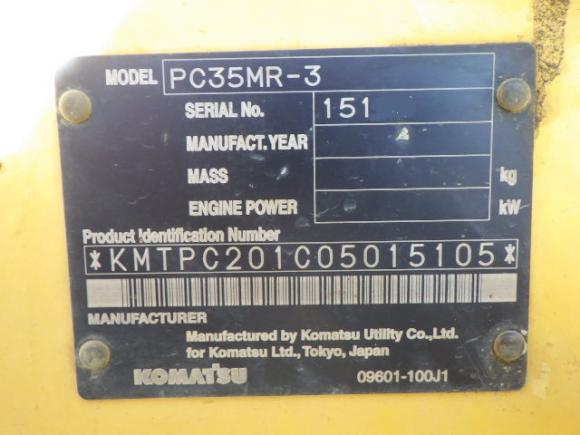 MODEL PC35MR-3
SERIAL No. 151
MANUFACT.YEAR
MASS kg
ENGINE POWER kW
Product Identification Number
*KMTPC201C05015105*
MANUFACTURER
Manufactured by Komatsu Utility Co.,Ltd.
for Komatsu Ltd., Tokyo, Japan
KOMATSU 09601-100J1